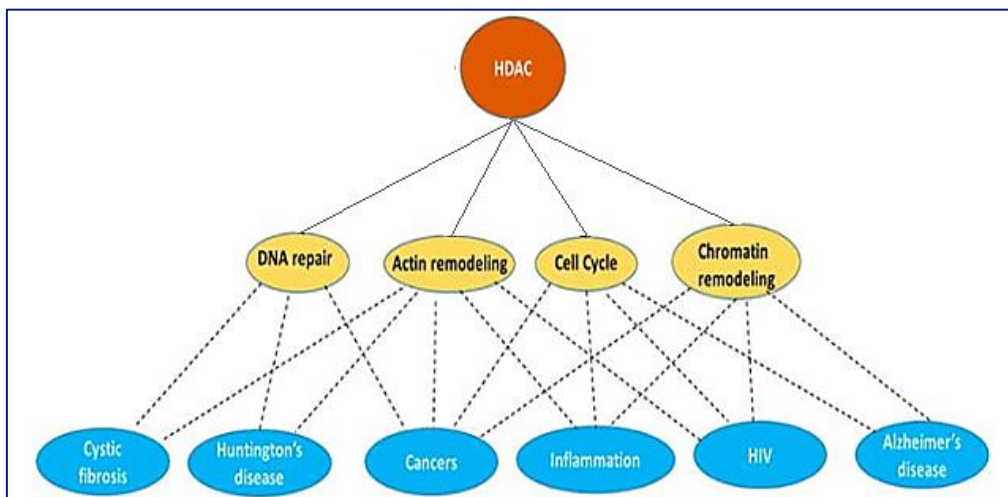 HDAC
DNA repair
Actin remodeling
Cell Cycle
Chromatin
remodeling
Cystic
fibrosis
Huntington's
disease
Cancers
Inflammation
HIV
Alzheimer's
disease